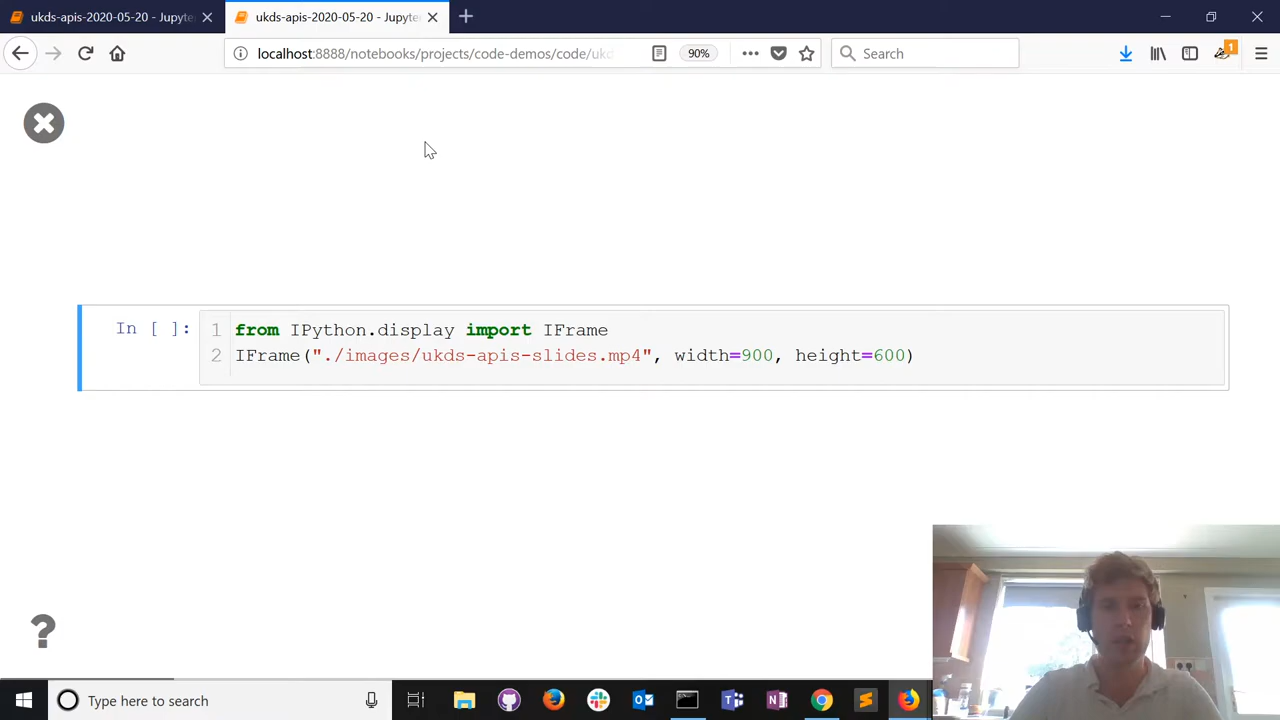 ukds-apis-2020-05-20 - Jupyte
ukds-apis-2020-05-20 - Jupyte
localhost:8888/notebooks/projects/code-demos/code/ukd
90%
Search
1
In [ ]:
1 from IPython.display import IFrame
2 IFrame("./images/ukds-apis-slides.mp4", width=900, height=600)
?
Type here to search